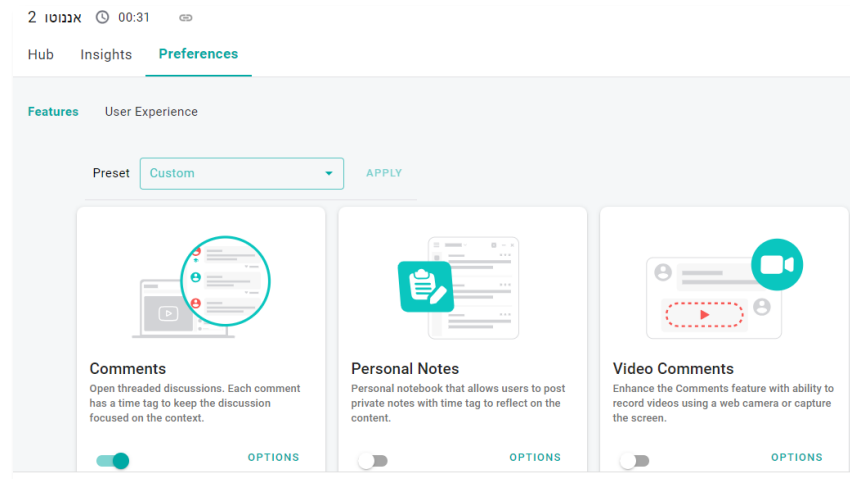 אננוטו 2 00:31
Hub Insights Preferences
Features User Experience
Preset Custom APPLY
Comments
Open threaded discussions. Each comment
has a time tag to keep the discussion
focused on the context.
OPTIONS
Personal Notes
Personal notebook that allows users to post
private notes with time tag to reflect on the
content.
OPTIONS
Video Comments
Enhance the Comments feature with ability to
record videos using a web camera or capture
the screen.
OPTIONS